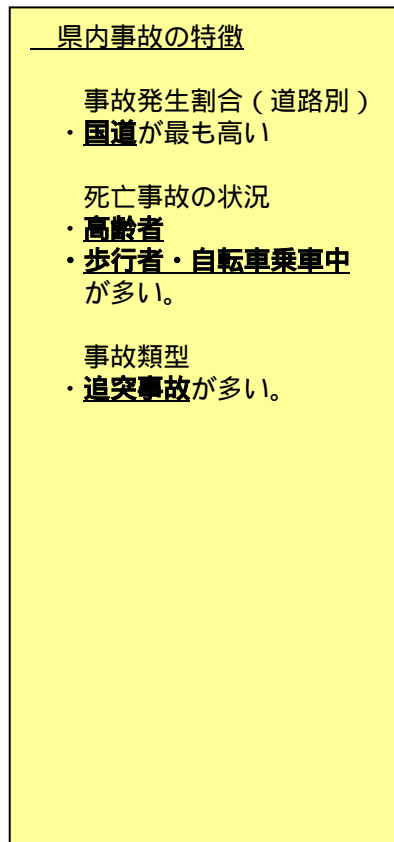 県内事故の特徴
事故発生割合（道路別）
・国道が最も高い
死亡事故の状況
・高齢者
・歩行者・自転車乗車中
が多い。
事故類型
・追突事故が多い。